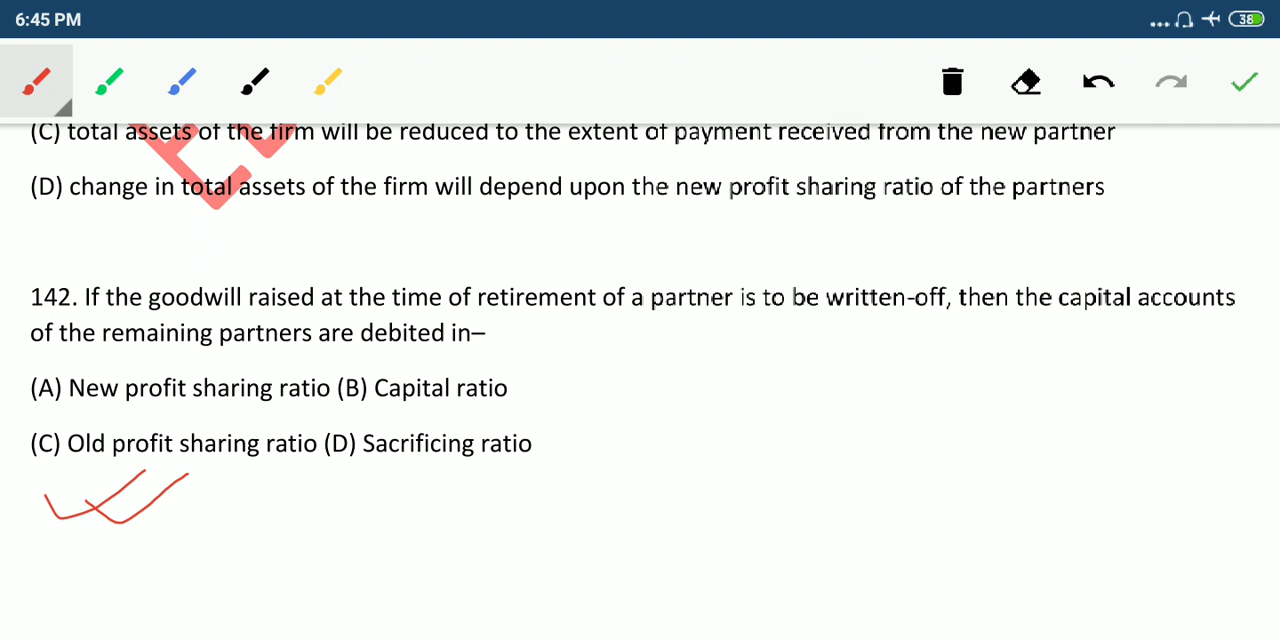 6:45 PM
38
(C) total assets of the firm will be reduced to the extent of payment received from the new partner
(D) change in total assets of the firm will depend upon the new profit sharing ratio of the partners
142. If the goodwill raised at the time of retirement of a partner is to be written-off, then the capital accounts
of the remaining partners are debited in–
(A) New profit sharing ratio (B) Capital ratio
(C) Old profit sharing ratio (D) Sacrificing ratio